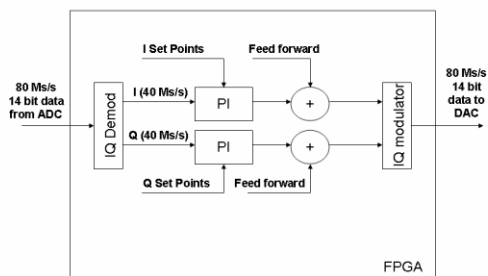 I Set Points
Feed forward
80 Ms/s
14 bit data
from ADC
IQ Demod
I (40 Ms/s)
PI
+
Q (40 Ms/s)
PI
+
Q Set Points
Feed forward
IQ modulator
80 Ms/s
14 bit
data to
DAC
FPGA